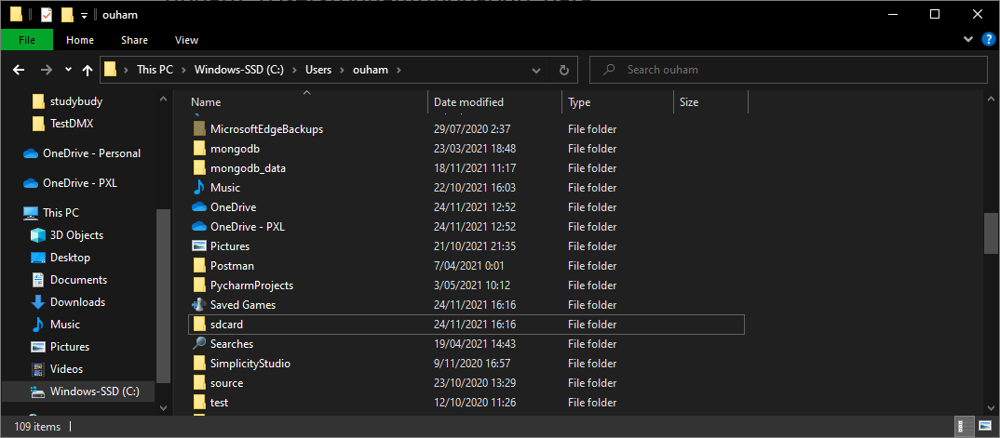 ouham
File Home Share View
This PC Windows-SSD (C:) Users ouham Search ouham
studybudy
TestDMX
OneDrive - Personal
OneDrive - PXL
This PC
3D Objects
Desktop
Documents
Downloads
Music
Pictures
Videos
Windows-SSD (C:)
Name Date modified Type Size
MicrosoftEdgeBackups 29/07/2020 2:37 File folder
mongodb 23/03/2021 18:48 File folder
mongodb_data 18/11/2021 11:17 File folder
Music 22/10/2021 16:03 File folder
OneDrive 24/11/2021 12:52 File folder
OneDrive - PXL 24/11/2021 12:52 File folder
Pictures 21/10/2021 21:35 File folder
Postman 7/04/2021 0:01 File folder
PycharmProjects 3/05/2021 10:12 File folder
Saved Games 24/11/2021 16:16 File folder
sdcard 24/11/2021 16:16 File folder
Searches 19/04/2021 14:43 File folder
SimplicityStudio 9/11/2020 16:57 File folder
source 23/10/2020 13:29 File folder
test 12/10/2020 11:26 File folder
109 items